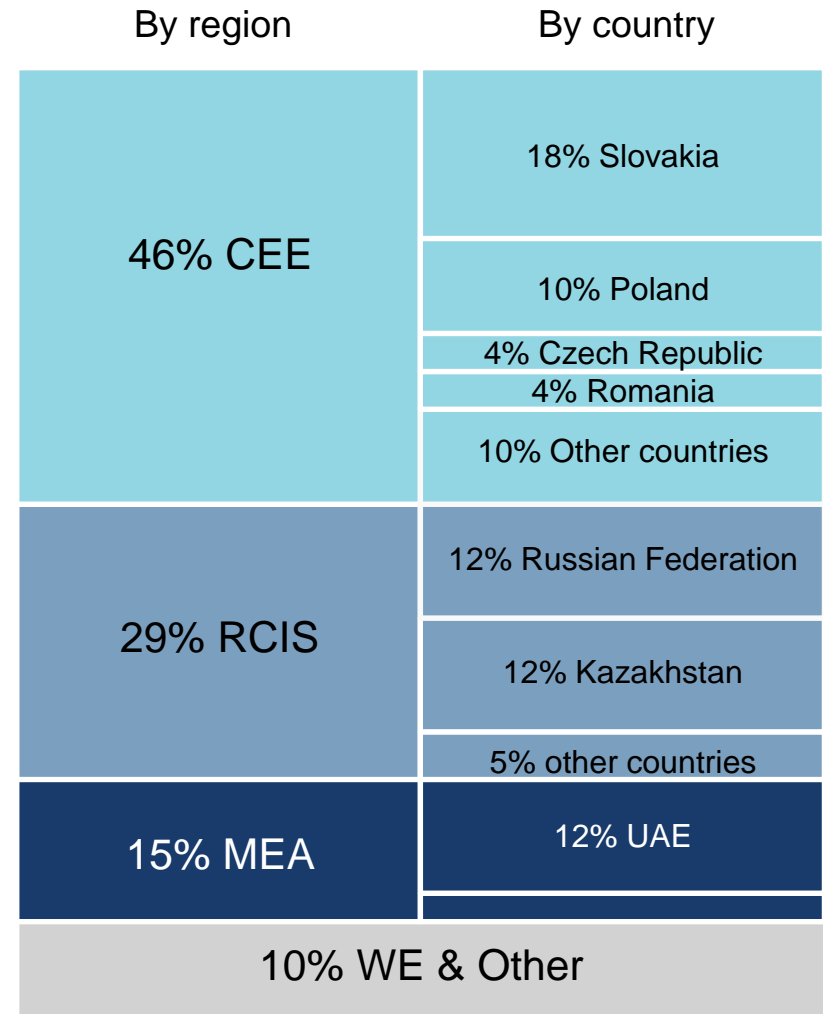 By region
By country
46% CEE
18% Slovakia
10% Poland
4% Czech Republic
4% Romania
10% Other countries
29% RCIS
12% Russian Federation
12% Kazakhstan
5% other countries
15% MEA
12% UAE
10% WE & Other